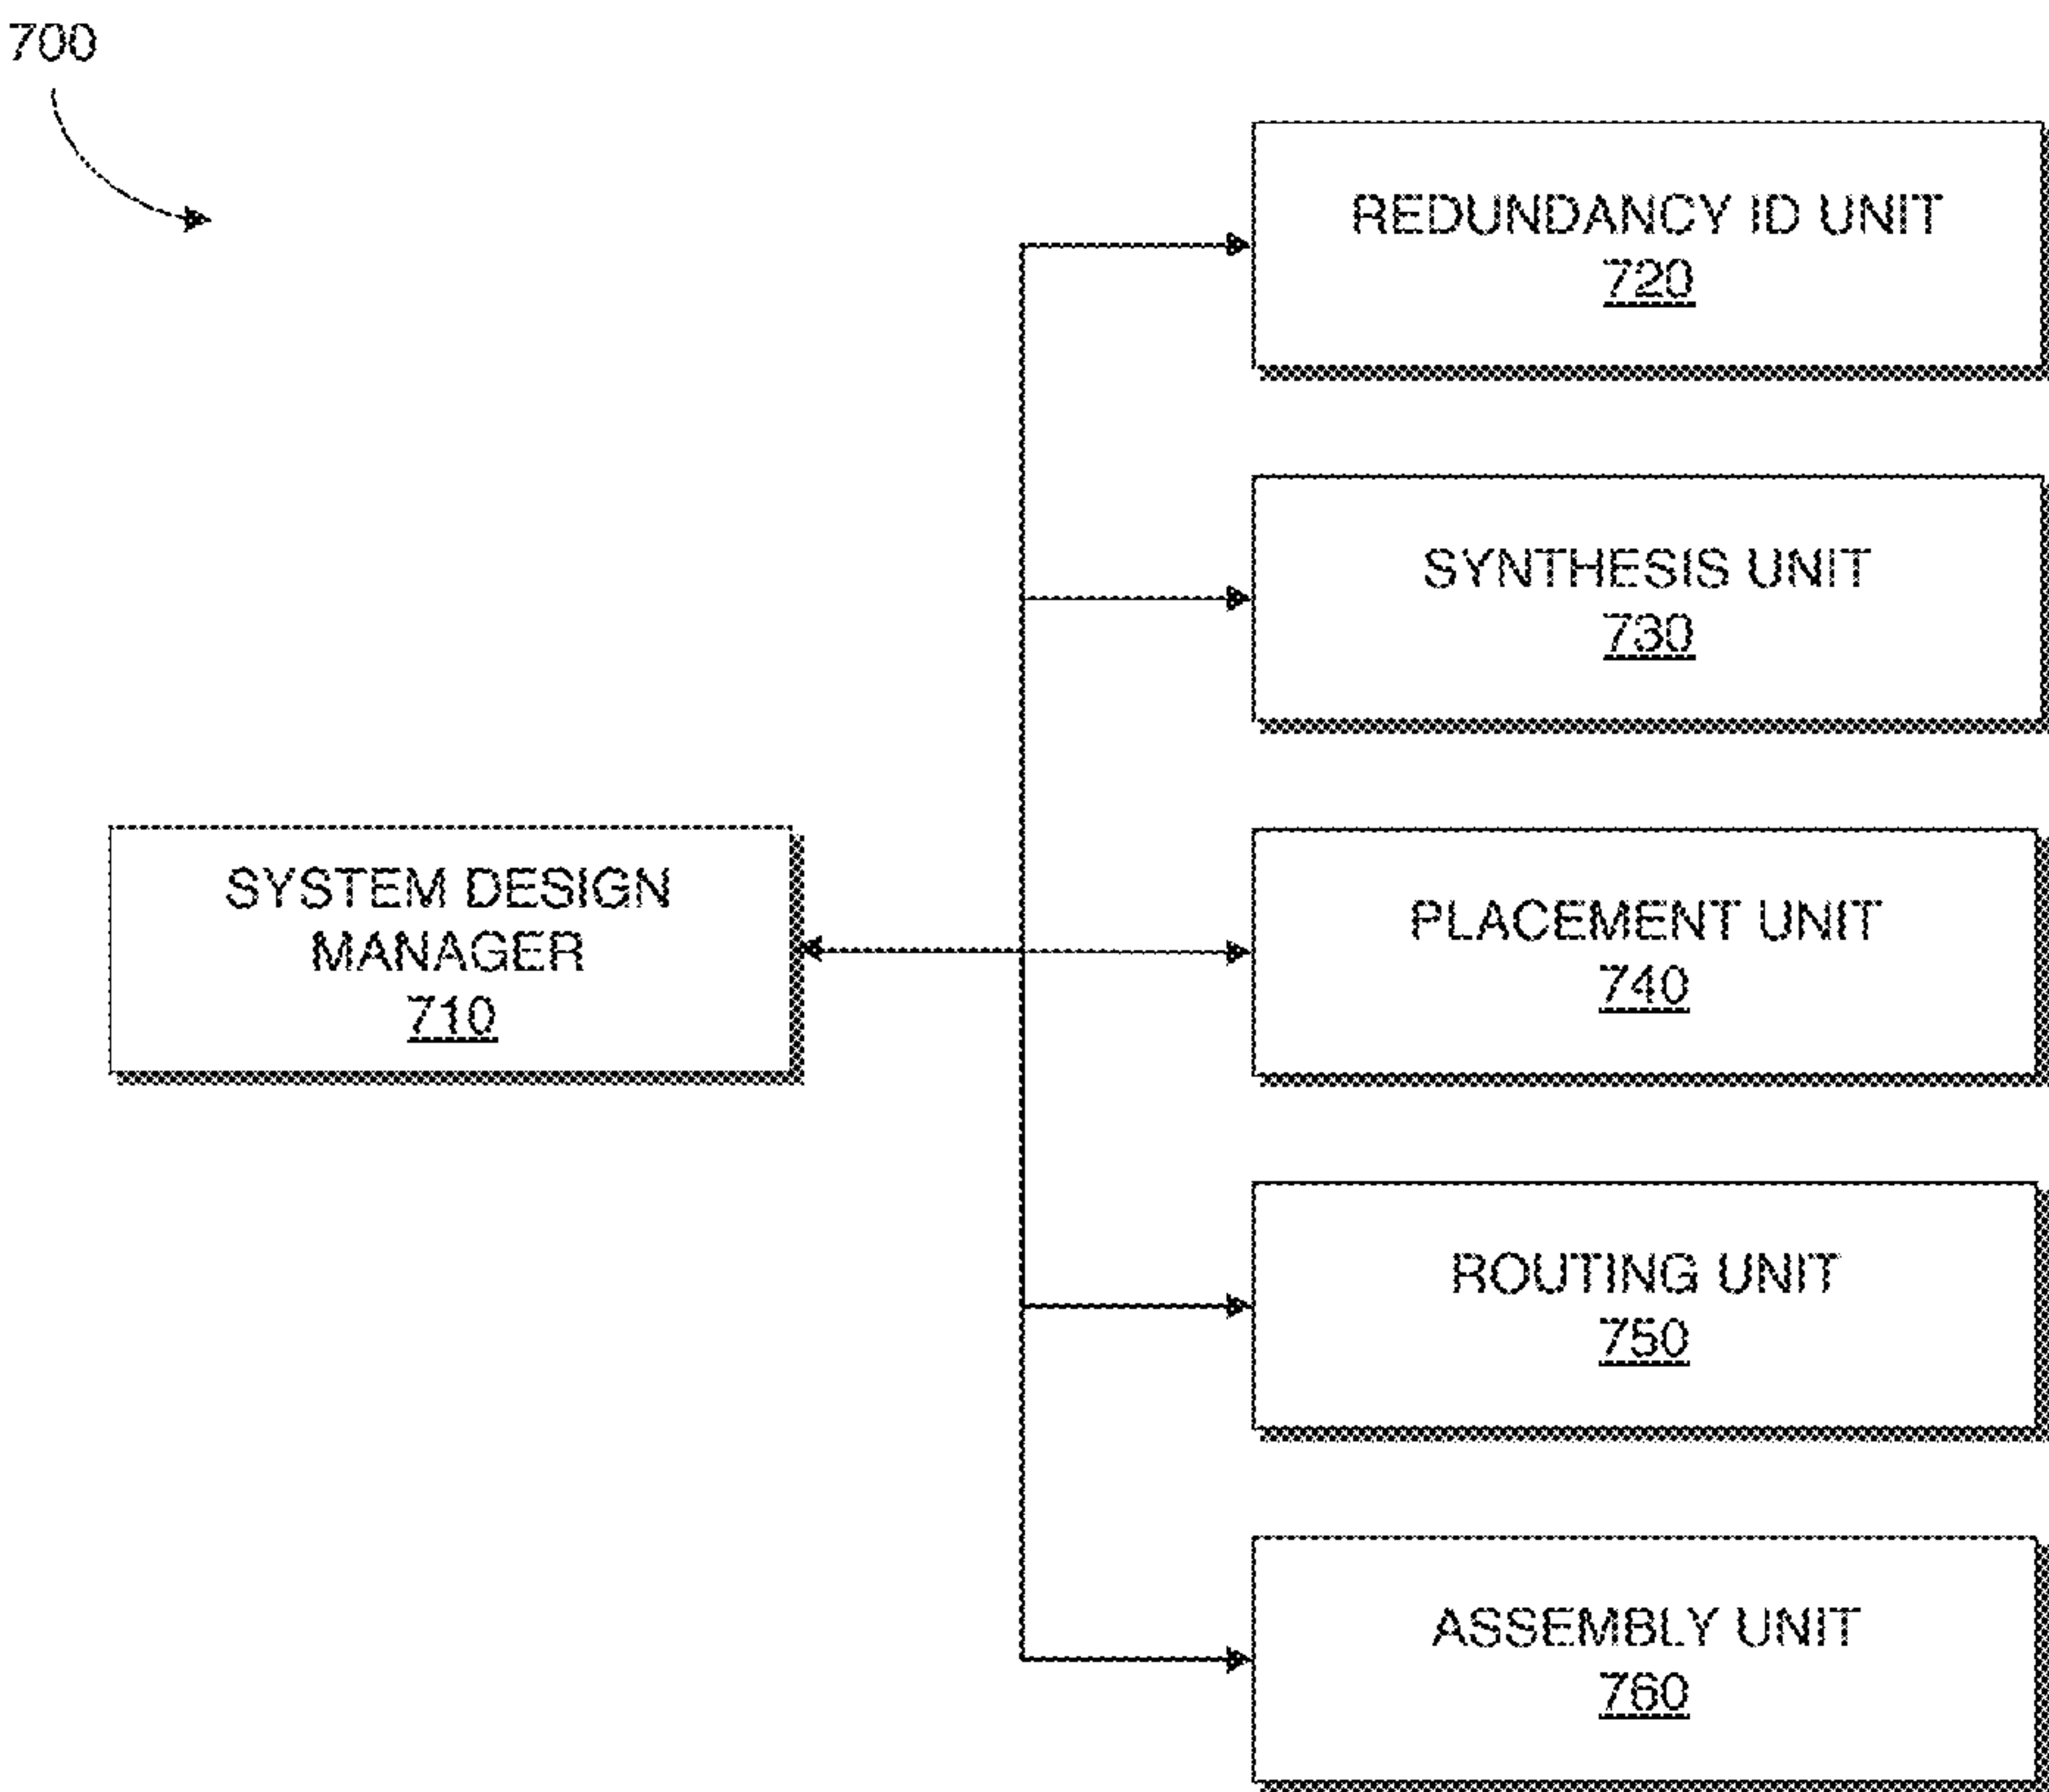 700
REDUNDANCY ID UNIT
720
SYNTHESIS UNIT
730
SYSTEM DESIGN
MANAGER
710
PLACEMENT UNIT
740
ROUTING UNIT
750
ASSEMBLY UNIT
760